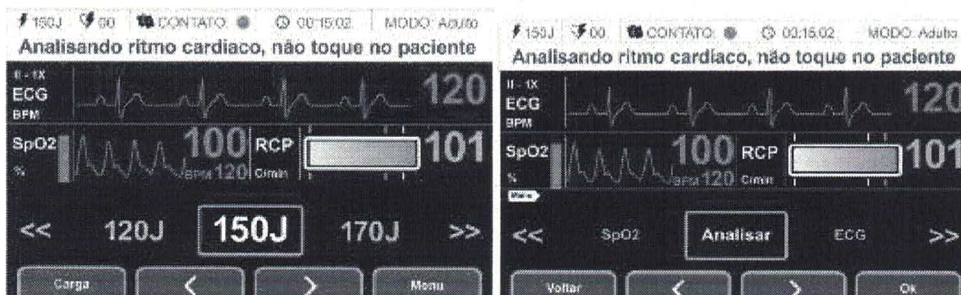 150J 00 CONTATO: 00:15:02 MODO: Adulto
Analisando ritmo cardiaco, não toque no paciente
II - 1X
ECG 120
BPM
SpO2 100 RCP 101
% BPM 120 C/min
<< 120J 150J 170J >>
Carga < > Menu
150J 00 CONTATO: 00:15:02 MODO: Adulto
Analisando ritmo cardiaco, não toque no paciente
II - 1X
ECG 120
BPM
SpO2 100 RCP 101
% BPM 120 C/min
Menu
<< SpO2 Analisar ECG >>
Voltar < > Ok